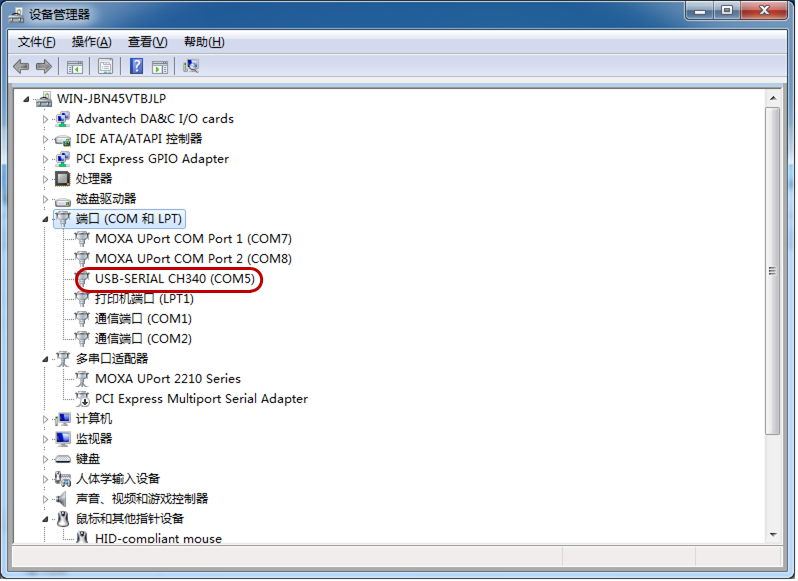 设备管理器
文件(F) 操作(A) 查看(V) 帮助(H)
WIN-JBN45VTBJLP
Advantech DA&C I/O cards
IDE ATA/ATAPI 控制器
PCI Express GPIO Adapter
处理器
磁盘驱动器
端口 (COM 和 LPT)
MOXA UPort COM Port 1 (COM7)
MOXA UPort COM Port 2 (COM8)
USB-SERIAL CH340 (COM5)
打印机端口 (LPT1)
通信端口 (COM1)
通信端口 (COM2)
多串口适配器
MOXA UPort 2210 Series
PCI Express Multiport Serial Adapter
计算机
监视器
键盘
人体学输入设备
声音、视频和游戏控制器
鼠标和其他指针设备
HID-compliant mouse